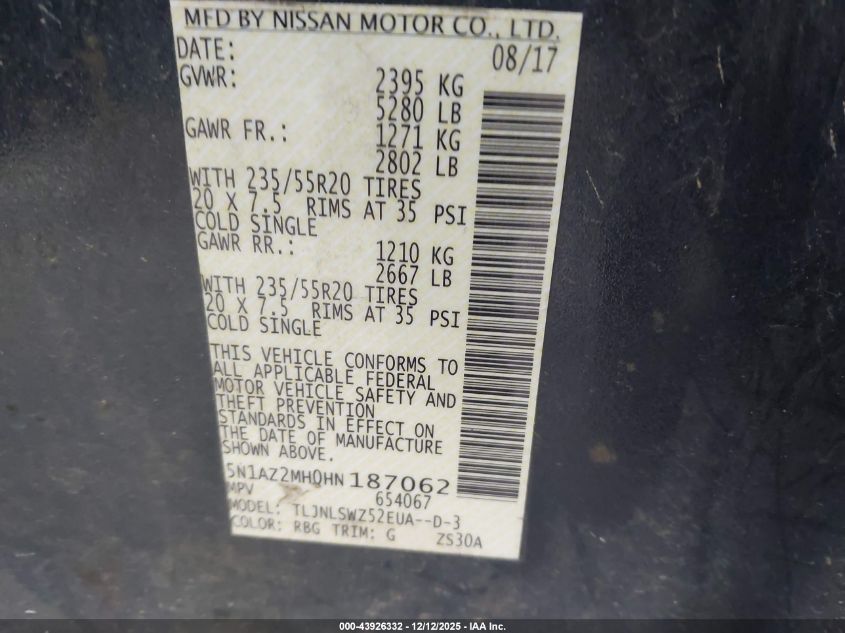 MFD BY NISSAN MOTOR CO., LTD.
DATE: 08/17
GVWR: 2395 KG
5280 LB
GAWR FR.: 1271 KG
2802 LB
WITH 235/55R20 TIRES
20 X 7.5 RIMS AT 35 PSI
COLD SINGLE
GAWR RR.: 1210 KG
2667 LB
WITH 235/55R20 TIRES
20 X 7.5 RIMS AT 35 PSI
COLD SINGLE
THIS VEHICLE CONFORMS TO
ALL APPLICABLE FEDERAL
MOTOR VEHICLE SAFETY AND
THEFT PREVENTION
STANDARDS IN EFFECT ON
THE DATE OF MANUFACTURE
SHOWN ABOVE.
5N1AZ2MH0HN187062
MPV 654067
MODEL: TLJNLSWZ52EUA--D-3
COLOR: RBG TRIM: G ZS30A
000-43926332 - 12/12/2025 - IAA Inc.